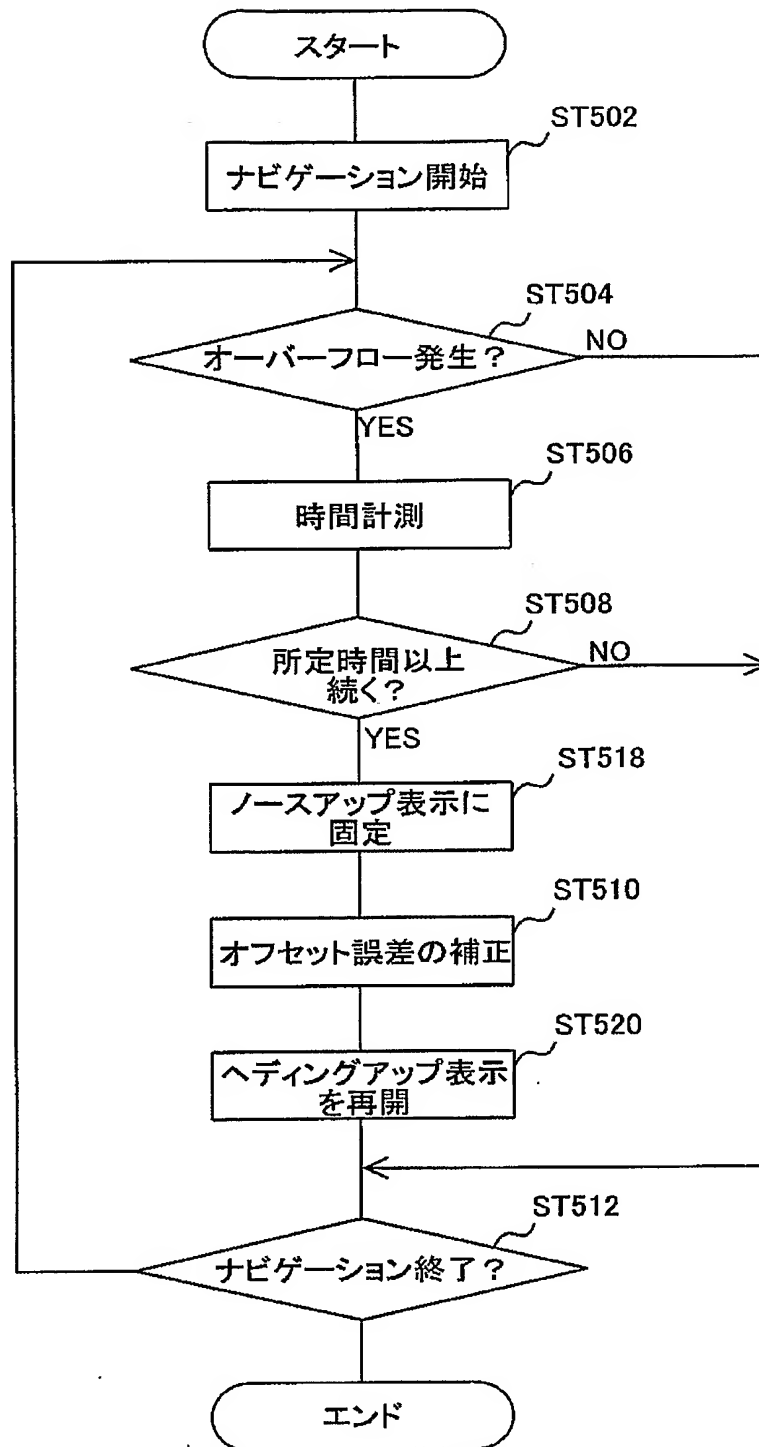 スタート
ST502
ナビゲーション開始
ST504
オーバーフロー発生?
NO
YES
ST506
時間計測
ST508
所定時間以上
続く?
NO
YES
ST518
ノースアップ表示に
固定
ST510
オフセット誤差の補正
ST520
ヘディングアップ表示
を再開
ST512
ナビゲーション終了?
エンド